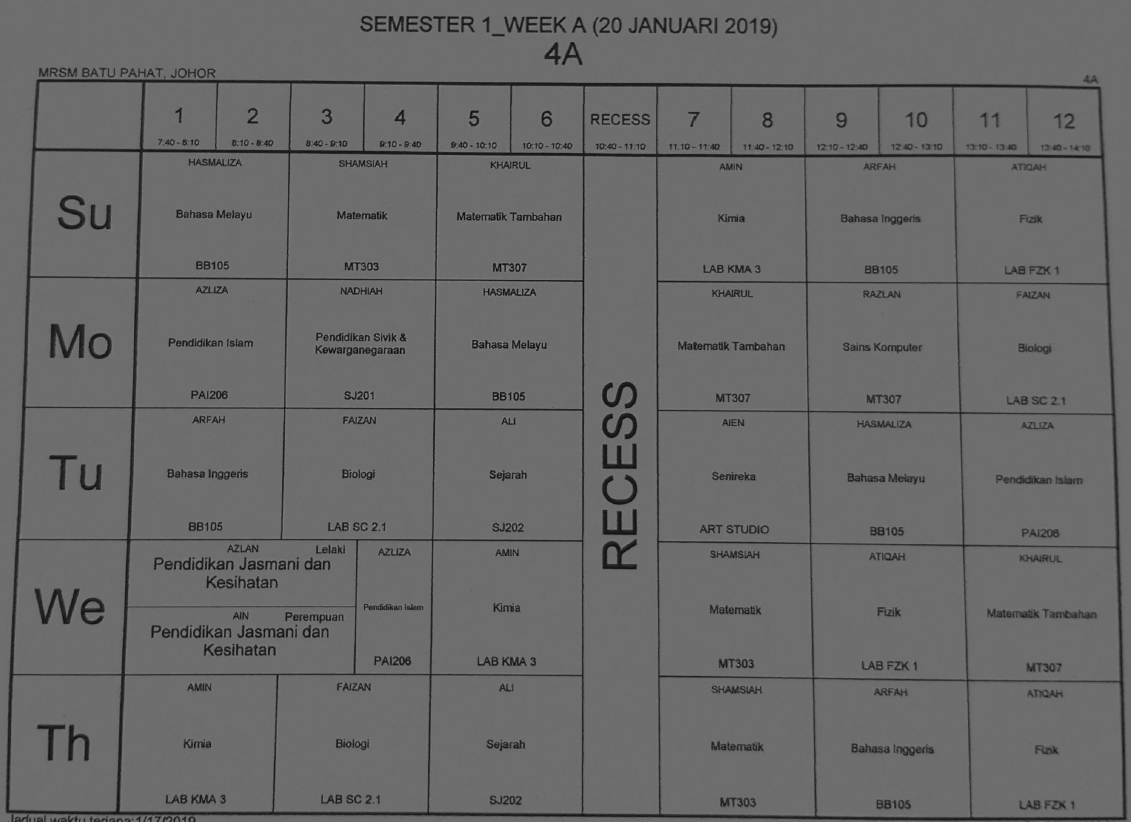 SEMESTER 1_WEEK A (20 JANUARI 2019)
4A
MRSM BATU PAHAT, JOHOR
4A
1 2 3 4 5 6 RECESS 7 8 9 10 11 12
7:40 - 8:10 8:10 - 8:40 8:40 - 9:10 9:10 - 9:40 9:40 - 10:10 10:10 - 10:40 10:40 - 11:10 11:10 - 11:40 11:40 - 12:10 12:10 - 12:40 12:40 - 13:10 13:10 - 13:40 13:40 - 14:10
Su
HASMALIZA SHAMSIAH KHAIRUL AMIN ARFAH ATIQAH
Bahasa Melayu Matematik Matematik Tambahan Kimia Bahasa Inggeris Fizik
BB105 MT303 MT307 LAB KMA 3 BB105 LAB FZK 1
Mo
AZLIZA NADHIAH HASMALIZA KHAIRUL RAZLAN FAIZAN
Pendidikan Islam Pendidikan Sivik & Bahasa Melayu Matematik Tambahan Sains Komputer Biologi
Kewarganegaraan
PAI206 SJ201 BB105 MT307 MT307 LAB SC 2.1
RECESS
Tu
ARFAH FAIZAN ALI AIEN HASMALIZA AZLIZA
Bahasa Inggeris Biologi Sejarah Senireka Bahasa Melayu Pendidikan Islam
BB105 LAB SC 2.1 SJ202 ART STUDIO BB105 PAI206
We
AZLAN Lelaki AZLIZA AMIN SHAMSIAH ATIQAH KHAIRUL
Pendidikan Jasmani dan
Kesihatan
AIN Perempuan Pendidikan Islam Kimia Matematik Fizik Matematik Tambahan
Pendidikan Jasmani dan
Kesihatan
PAI206 LAB KMA 3 MT303 LAB FZK 1 MT307
Th
AMIN FAIZAN ALI SHAMSIAH ARFAH ATIQAH
Kimia Biologi Sejarah Matematik Bahasa Inggeris Fizik
LAB KMA 3 LAB SC 2.1 SJ202 MT303 BB105 LAB FZK 1
Jadual waktu terjana:1/17/2019